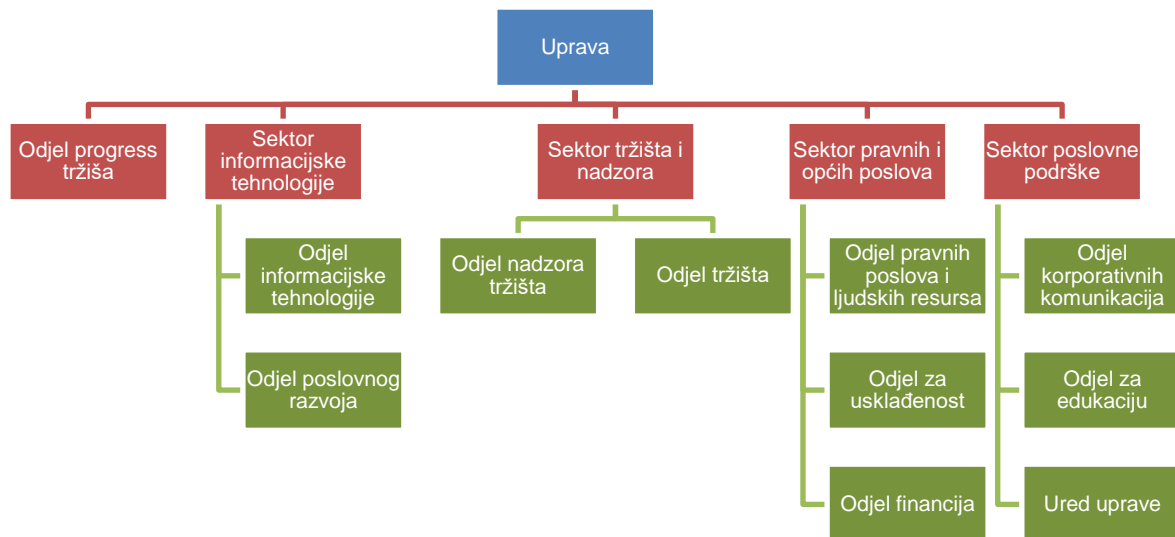 Uprava
Odjel progress
tržiša
Sektor
informacijske
tehnologije
Sektor tržišta i
nadzora
Sektor pravnih i
općih poslova
Sektor poslovne
podrške
Odjel
informacijske
tehnologije
Odjel poslovnog
razvoja
Odjel nadzora
tržišta
Odjel tržišta
Odjel pravnih
poslova i
ljudskih resursa
Odjel za
usklađenost
Odjel financija
Odjel
korporativnih
komunikacija
Odjel za
edukaciju
Ured uprave